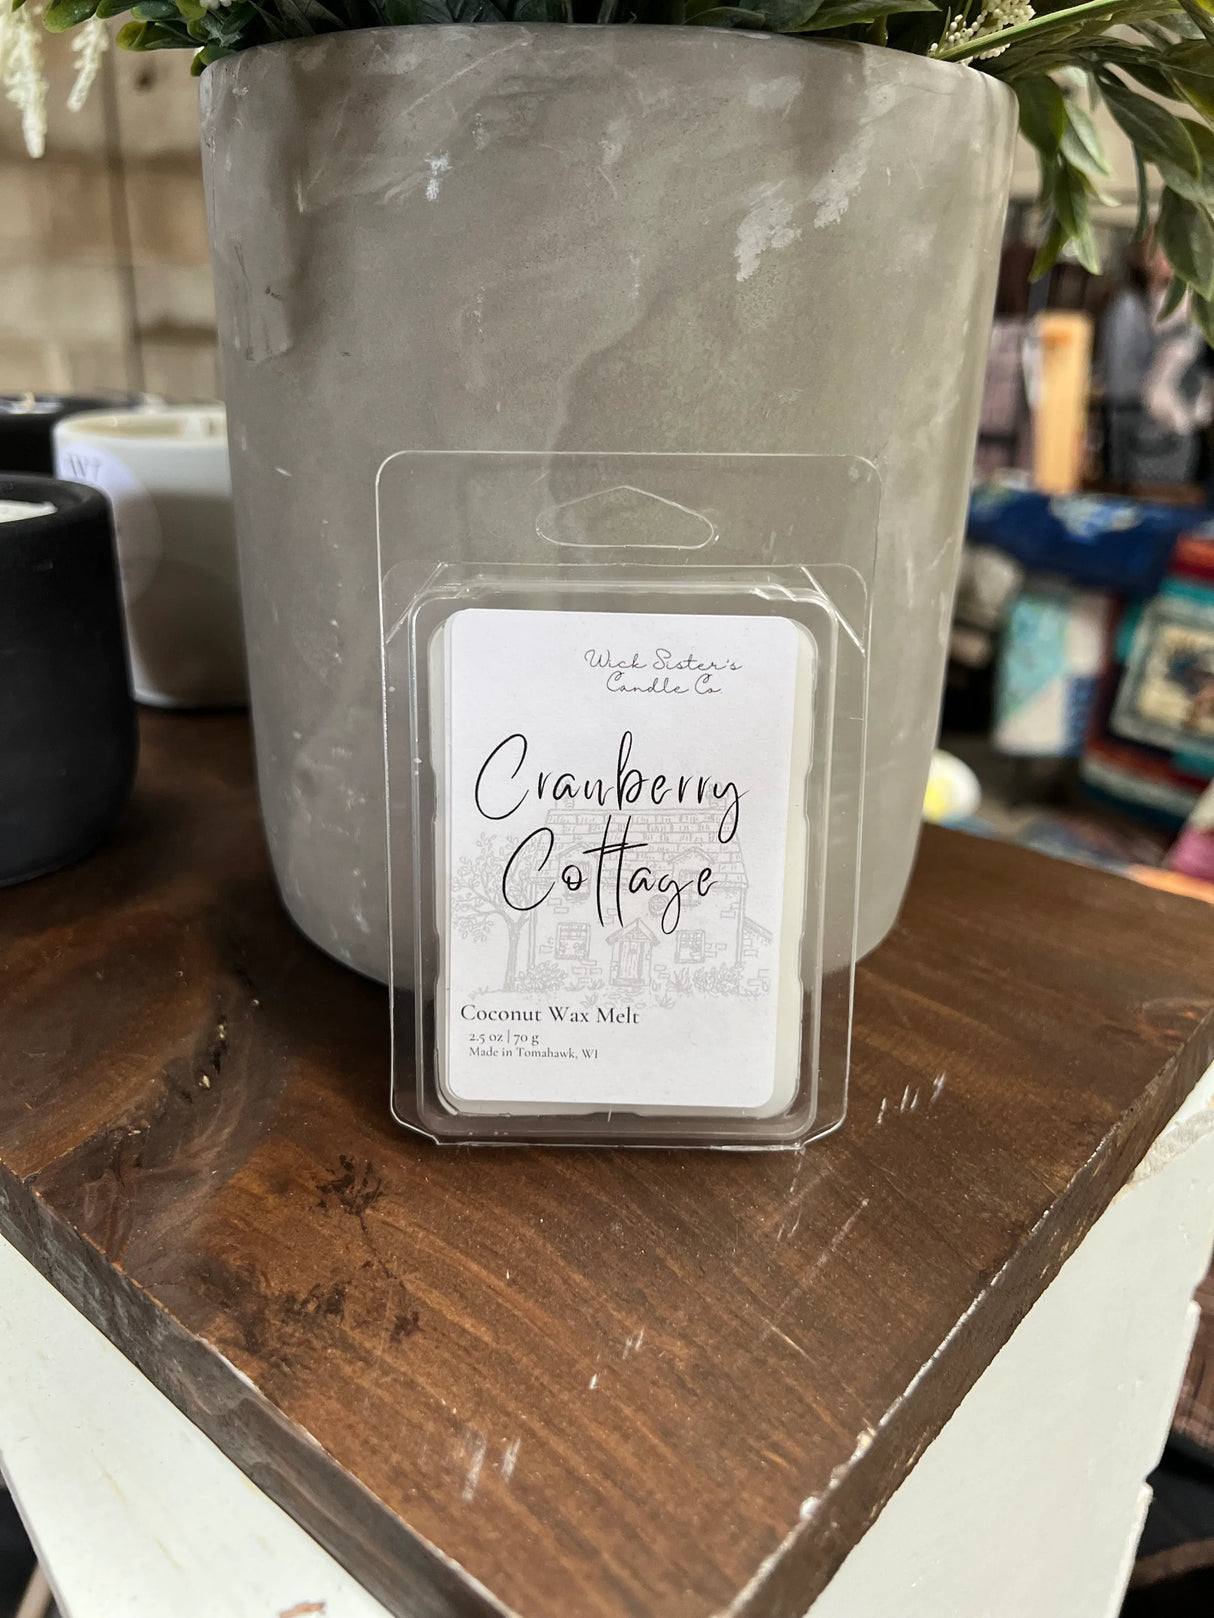 Wick Sister's
Candle Co.
Cranberry
Cottage
Coconut Wax Melt
2.5 oz | 70 g
Made in Tomahawk, WI